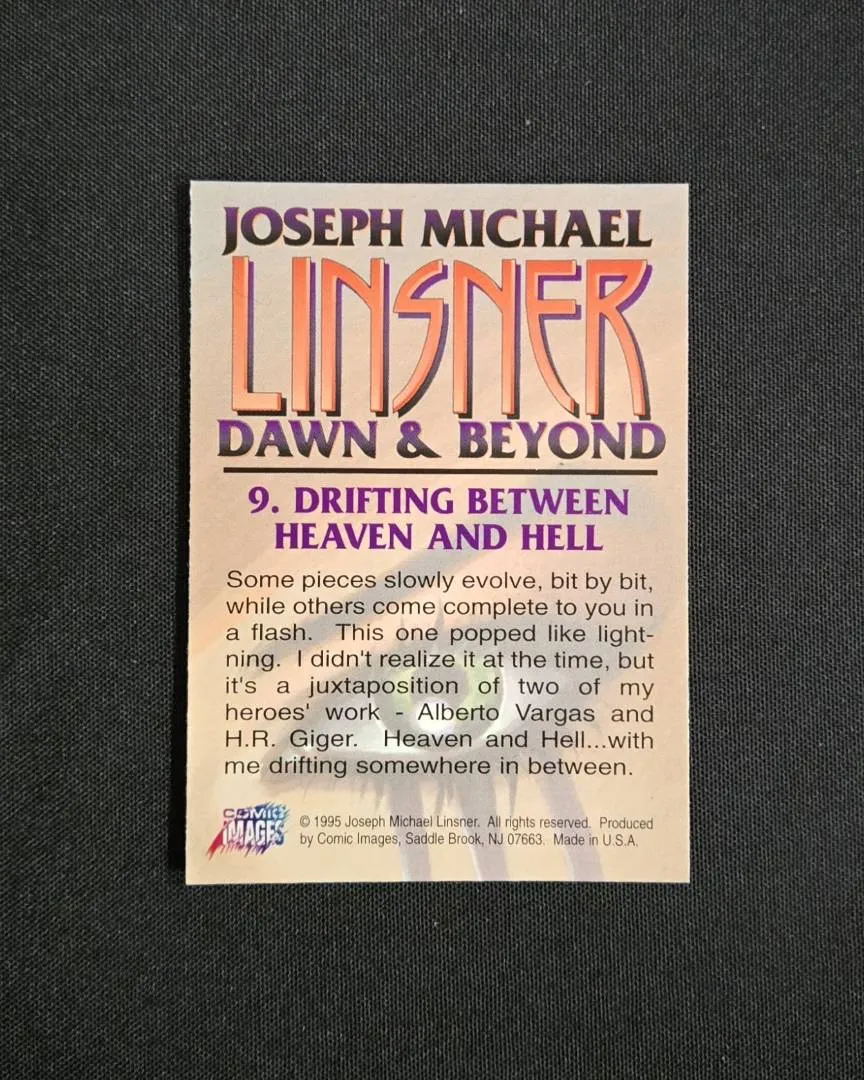 JOSEPH MICHAEL
LINSNER
DAWN & BEYOND
9. DRIFTING BETWEEN
HEAVEN AND HELL
Some pieces slowly evolve, bit by bit,
while others come complete to you in
a flash. This one popped like light-
ning. I didn't realize it at the time, but
it's a juxtaposition of two of my
heroes' work - Alberto Vargas and
H.R. Giger. Heaven and Hell...with
me drifting somewhere in between.
COMIC
IMAGES
© 1995 Joseph Michael Linsner. All rights reserved. Produced
by Comic Images, Saddle Brook, NJ 07663. Made in U.S.A.